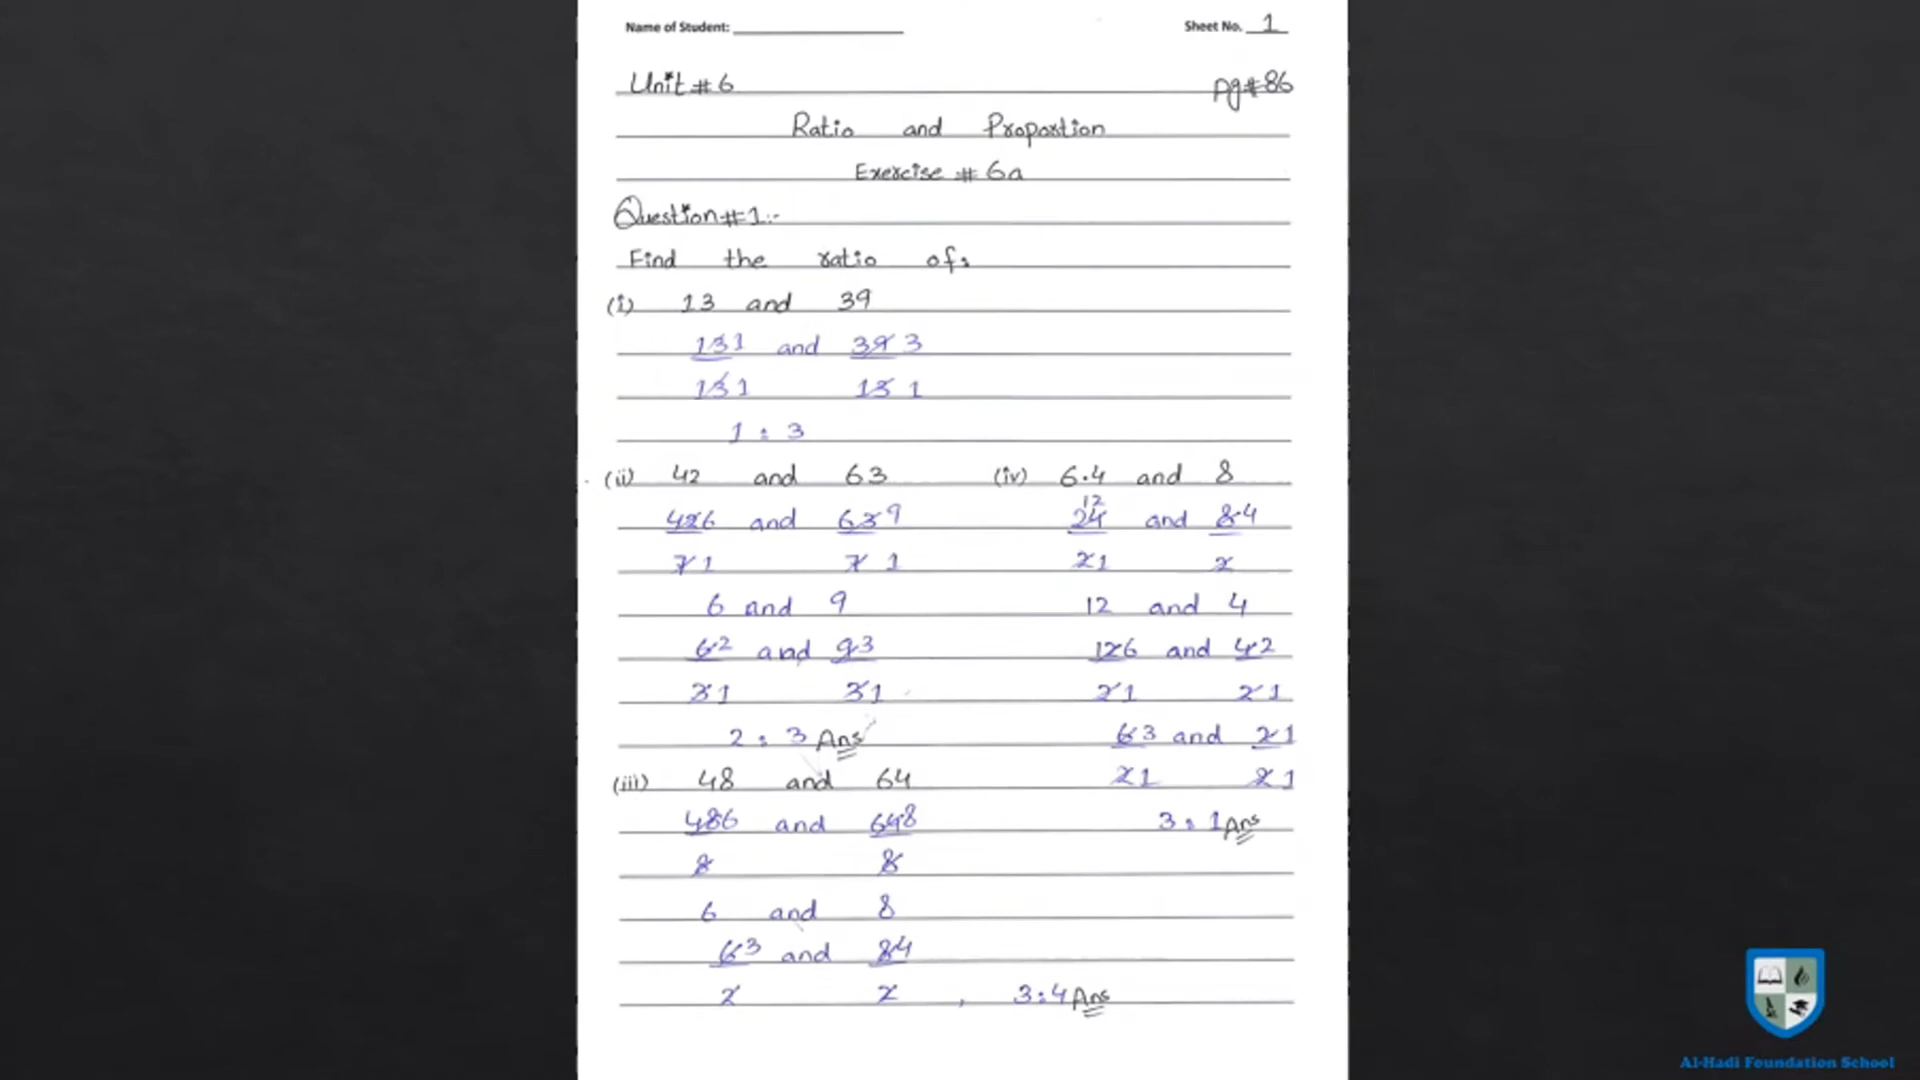 Name of Student: ____________ Sheet No. 1
Unit # 6 Pg # 86
Ratio and Proportion
Exercise # 6a
Question # 1:-
Find the ratio of:
(i) 13 and 39
13 1 and 39 3
13 1 13 1
1 : 3
(ii) 42 and 63
42 6 and 63 9
7 1 7 1
6 and 9
6 2 and 9 3
3 1 3 1
2 : 3 Ans
(iii) 48 and 64
48 6 and 64 8
8 8
6 and 8
6 3 and 8 4
2 2 , 3:4 Ans
(iv) 6.4 and 8
12
24 and 8 4
2 1 2
12 and 4
12 6 and 4 2
2 1 2 1
6 3 and 2 1
2 1 2 1
3 : 1 Ans
Al-Hadi Foundation School